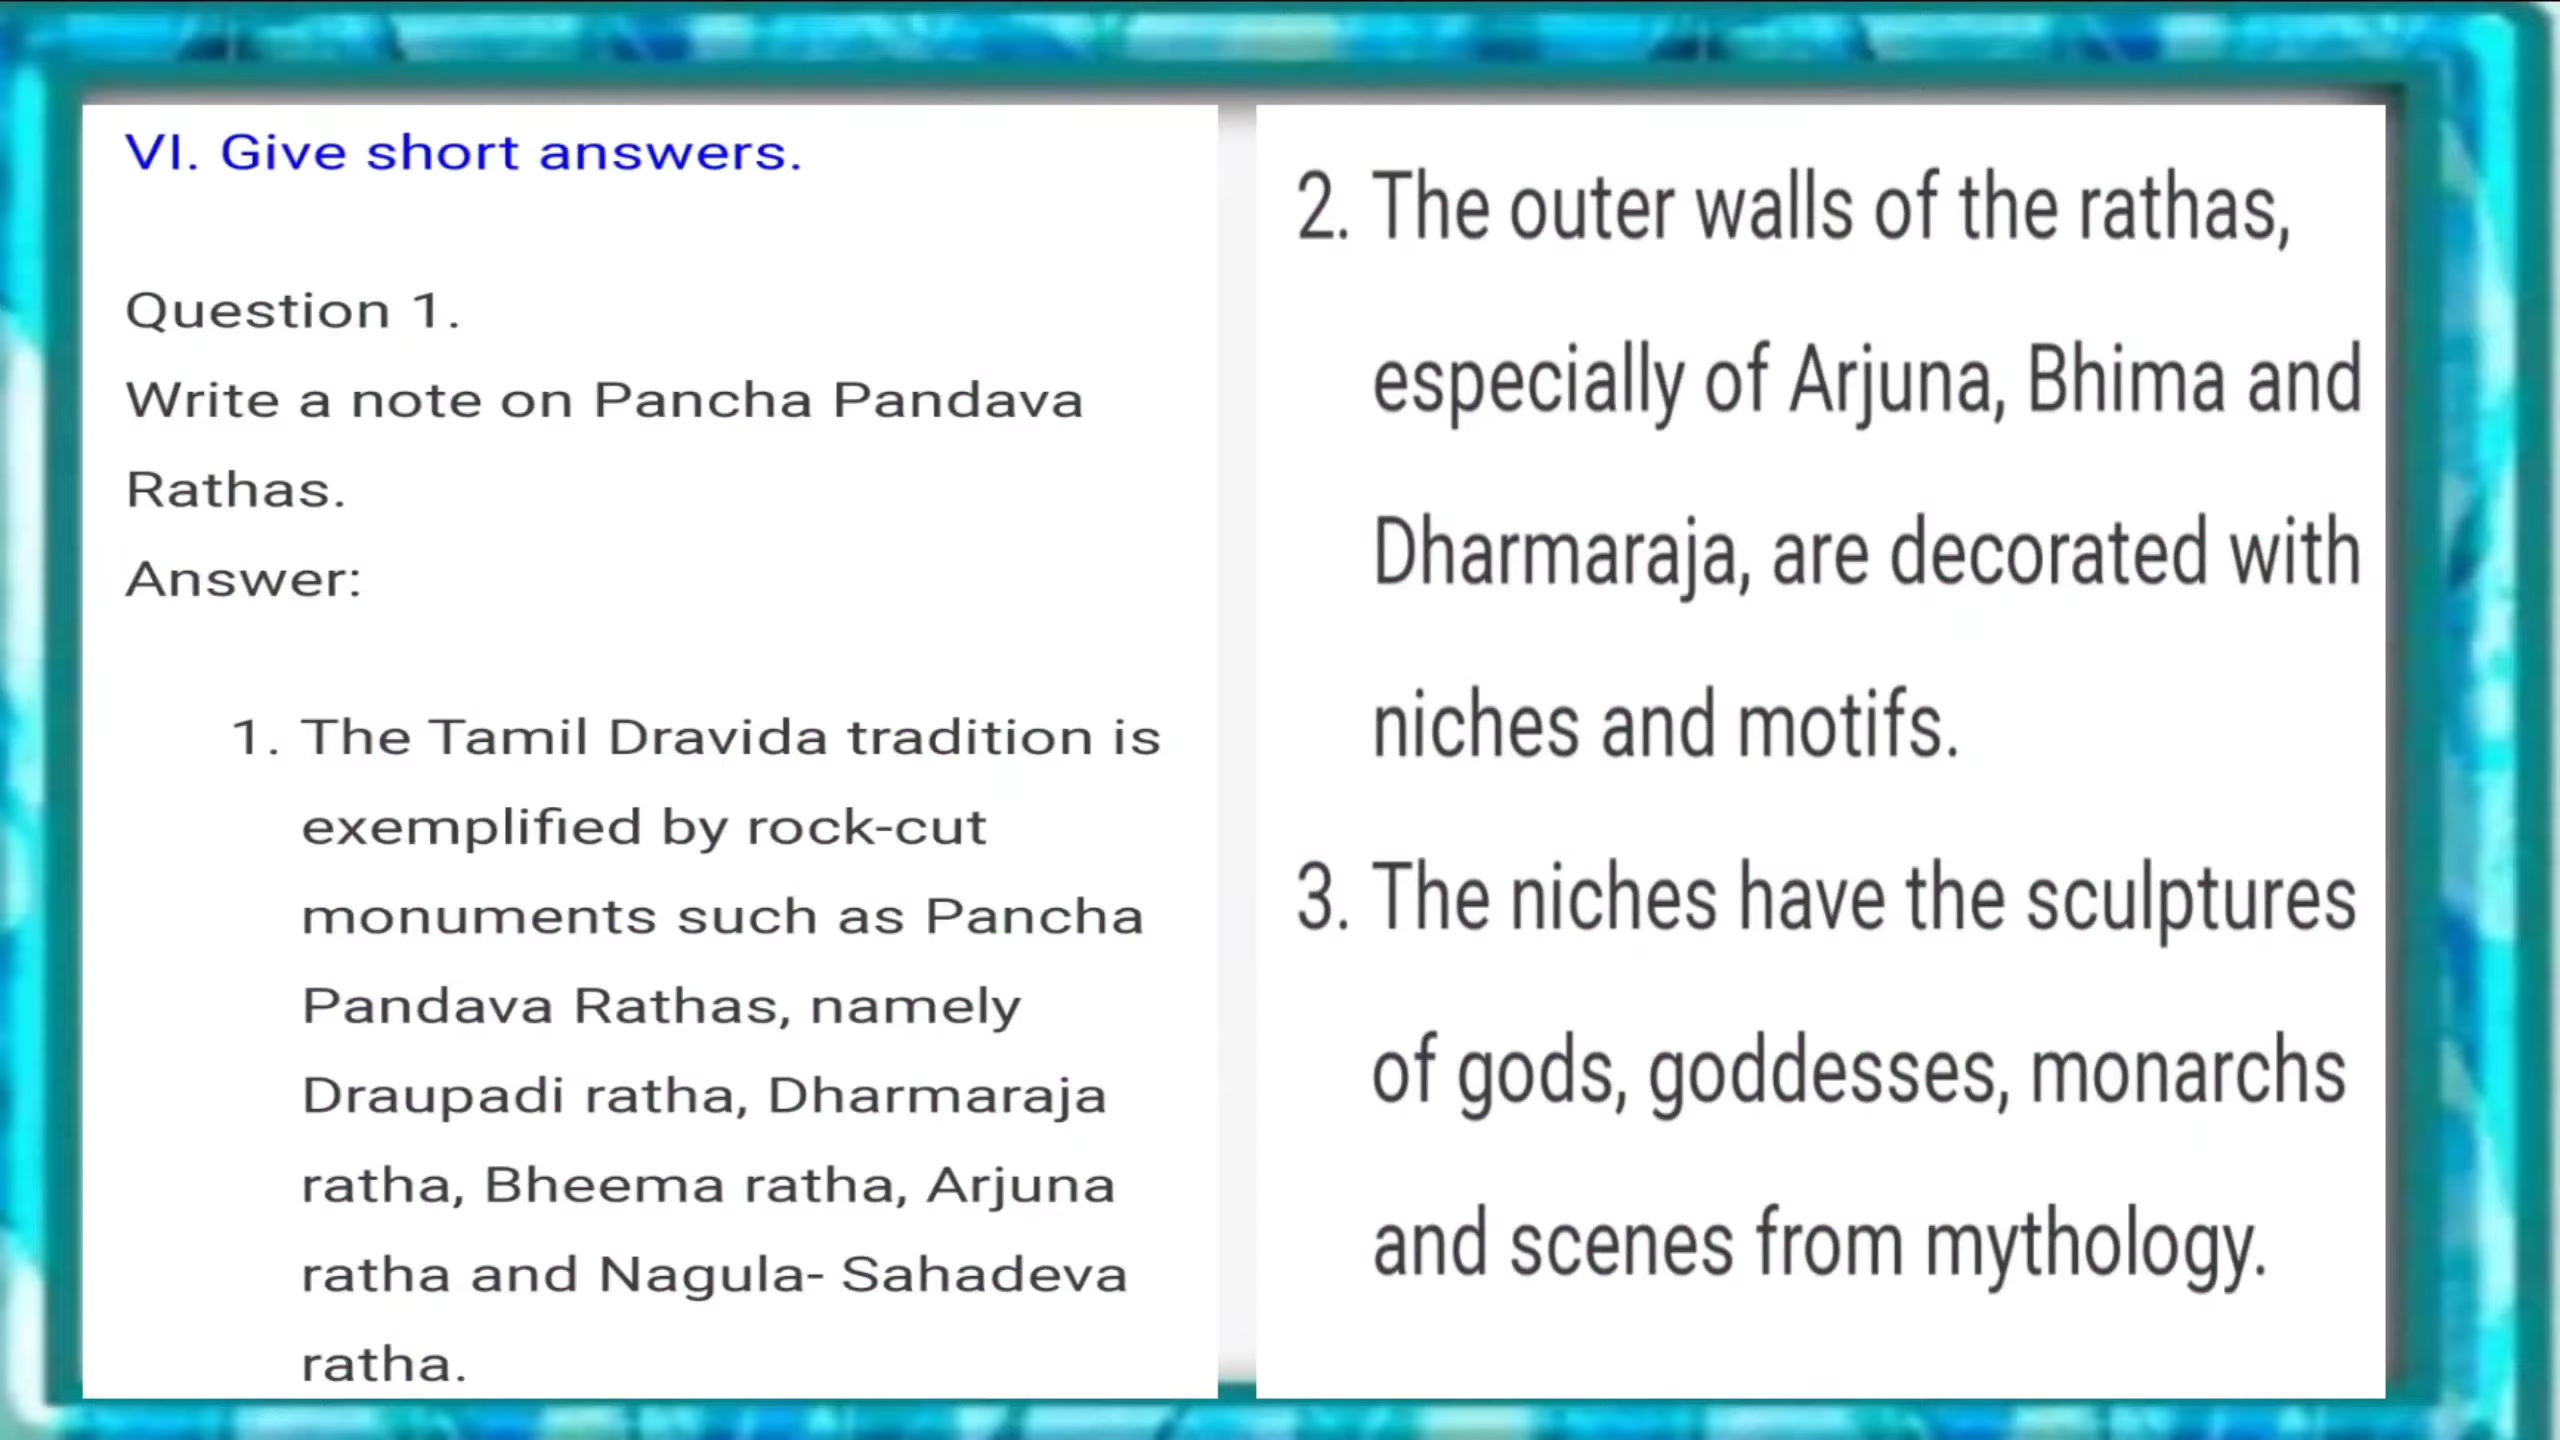 VI. Give short answers.
Question 1.
Write a note on Pancha Pandava
Rathas.
Answer:
1. The Tamil Dravida tradition is
exemplified by rock-cut
monuments such as Pancha
Pandava Rathas, namely
Draupadi ratha, Dharmaraja
ratha, Bheema ratha, Arjuna
ratha and Nagula- Sahadeva
ratha.
2. The outer walls of the rathas,
especially of Arjuna, Bhima and
Dharmaraja, are decorated with
niches and motifs.
3. The niches have the sculptures
of gods, goddesses, monarchs
and scenes from mythology.